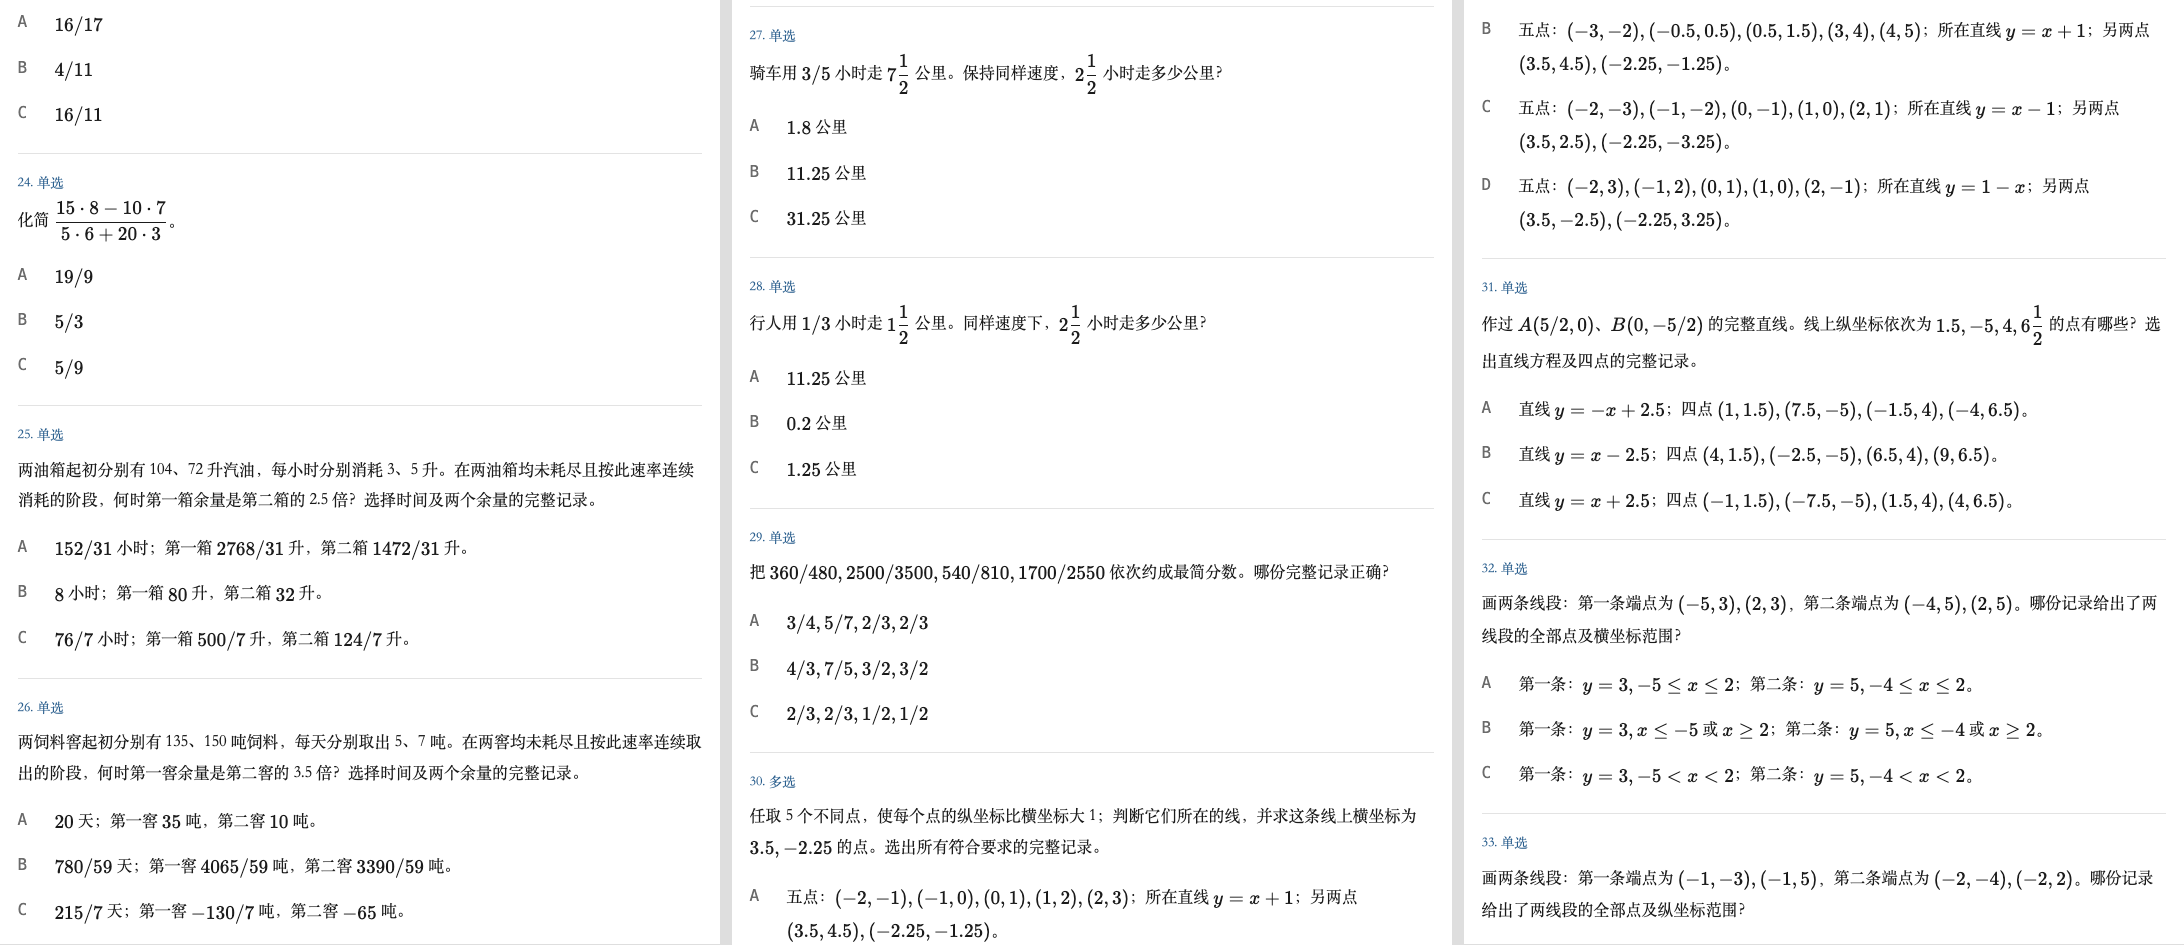 A 16/17
B 4/11
C 16/11
24. 单选
化简 \frac{15 · 8 − 10 · 7}{5 · 6 + 20 · 3}。
A 19/9
B 5/3
C 5/9
25. 单选
两油箱起初分别有 104、72 升汽油，每小时分别消耗 3、5 升。在两油箱均未耗尽且按此速率连续
消耗的阶段，何时第一箱余量是第二箱的 2.5 倍？选择时间及两个余量的完整记录。
A 152/31 小时；第一箱 2768/31 升，第二箱 1472/31 升。
B 8 小时；第一箱 80 升，第二箱 32 升。
C 76/7 小时；第一箱 500/7 升，第二箱 124/7 升。
26. 单选
两饲料窖起初分别有 135、150 吨饲料，每天分别取出 5、7 吨。在两窖均未耗尽且按此速率连续取
出的阶段，何时第一窖余量是第二窖的 3.5 倍？选择时间及两个余量的完整记录。
A 20 天；第一窖 35 吨，第二窖 10 吨。
B 780/59 天；第一窖 4065/59 吨，第二窖 3390/59 吨。
C 215/7 天；第一窖 −130/7 吨，第二窖 −65 吨。
27. 单选
骑车用 3/5 小时走 7\frac{1}{2} 公里。保持同样速度，2\frac{1}{2} 小时走多少公里？
A 1.8 公里
B 11.25 公里
C 31.25 公里
28. 单选
行人用 1/3 小时走 1\frac{1}{2} 公里。同样速度下，2\frac{1}{2} 小时走多少公里？
A 11.25 公里
B 0.2 公里
C 1.25 公里
29. 单选
把 360/480, 2500/3500, 540/810, 1700/2550 依次约成最简分数。哪份完整记录正确？
A 3/4, 5/7, 2/3, 2/3
B 4/3, 7/5, 3/2, 3/2
C 2/3, 2/3, 1/2, 1/2
30. 多选
任取 5 个不同点，使每个点的纵坐标比横坐标大 1；判断它们所在的线，并求这条线上横坐标为
3.5, −2.25 的点。选出所有符合要求的完整记录。
A 五点：(−2, −1), (−1, 0), (0, 1), (1, 2), (2, 3)；所在直线 y = x + 1；另两点
(3.5, 4.5), (−2.25, −1.25)。
B 五点：(−3, −2), (−0.5, 0.5), (0.5, 1.5), (3, 4), (4, 5)；所在直线 y = x + 1；另两点
(3.5, 4.5), (−2.25, −1.25)。
C 五点：(−2, −3), (−1, −2), (0, −1), (1, 0), (2, 1)；所在直线 y = x − 1；另两点
(3.5, 2.5), (−2.25, −3.25)。
D 五点：(−2, 3), (−1, 2), (0, 1), (1, 0), (2, −1)；所在直线 y = 1 − x；另两点
(3.5, −2.5), (−2.25, 3.25)。
31. 单选
作过 A(5/2, 0)、B(0, −5/2) 的完整直线。线上纵坐标依次为 1.5, −5, 4, 6\frac{1}{2} 的点有哪些？选
出直线方程及四点的完整记录。
A 直线 y = −x + 2.5；四点 (1, 1.5), (7.5, −5), (−1.5, 4), (−4, 6.5)。
B 直线 y = x − 2.5；四点 (4, 1.5), (−2.5, −5), (6.5, 4), (9, 6.5)。
C 直线 y = x + 2.5；四点 (−1, 1.5), (−7.5, −5), (1.5, 4), (4, 6.5)。
32. 单选
画两条线段：第一条端点为 (−5, 3), (2, 3)，第二条端点为 (−4, 5), (2, 5)。哪份记录给出了两
线段的全部点及横坐标范围？
A 第一条：y = 3, −5 ≤ x ≤ 2；第二条：y = 5, −4 ≤ x ≤ 2。
B 第一条：y = 3, x ≤ −5 或 x ≥ 2；第二条：y = 5, x ≤ −4 或 x ≥ 2。
C 第一条：y = 3, −5 < x < 2；第二条：y = 5, −4 < x < 2。
33. 单选
画两条线段：第一条端点为 (−1, −3), (−1, 5)，第二条端点为 (−2, −4), (−2, 2)。哪份记录
给出了两线段的全部点及纵坐标范围？